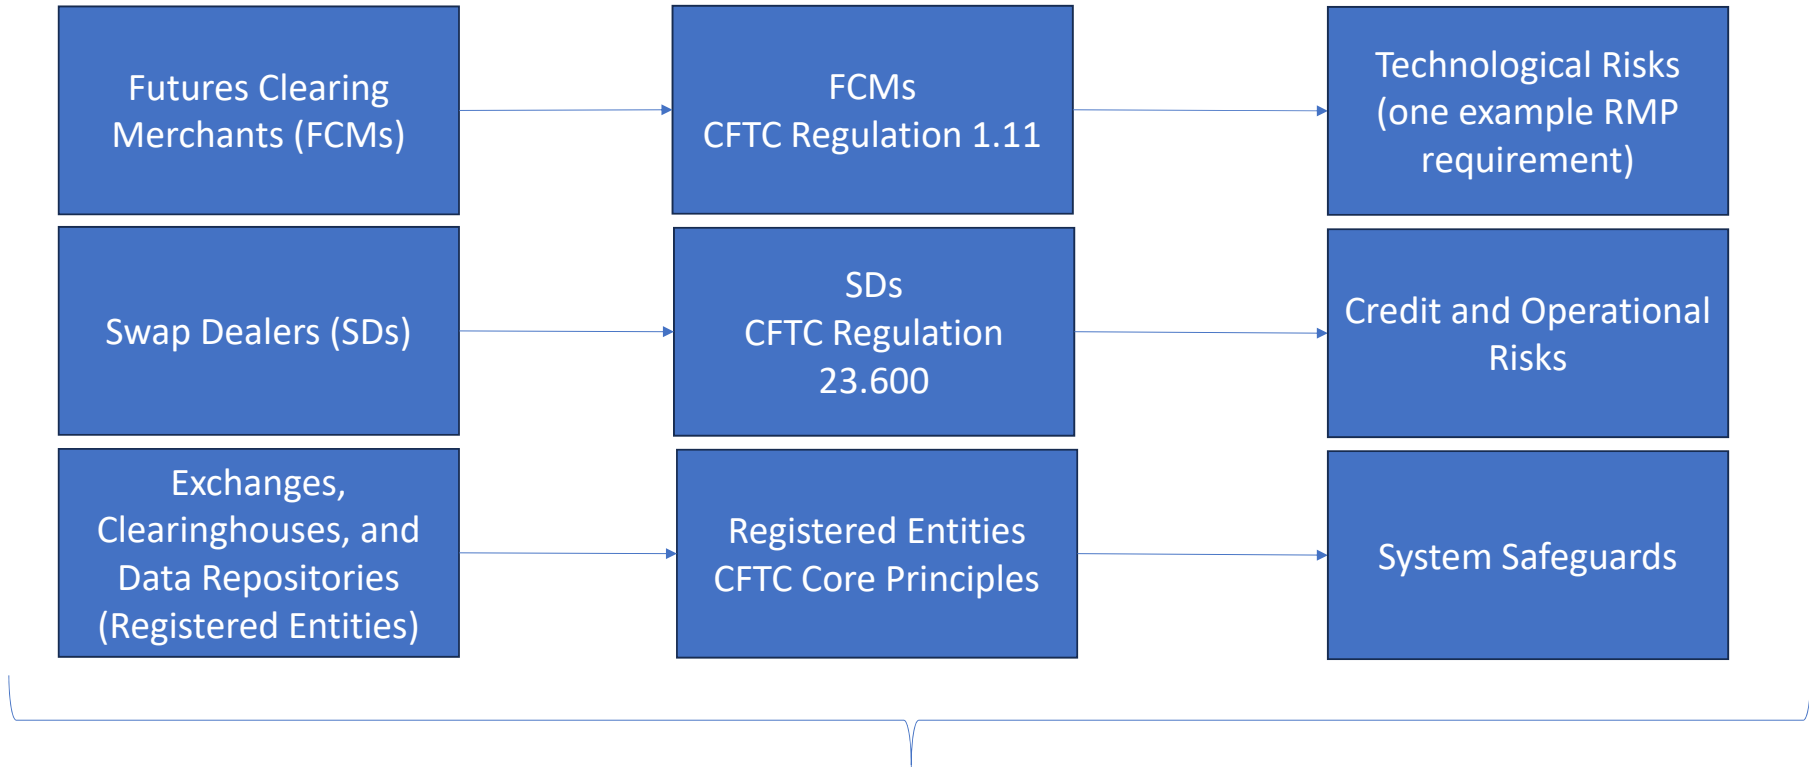 Futures Clearing
Merchants (FCMs)
FCMs
CFTC Regulation 1.11
Technological Risks
(one example RMP
requirement)
Swap Dealers (SDs)
SDs
CFTC Regulation
23.600
Credit and Operational
Risks
Exchanges,
Clearinghouses, and
Data Repositories
(Registered Entities)
Registered Entities
CFTC Core Principles
System Safeguards